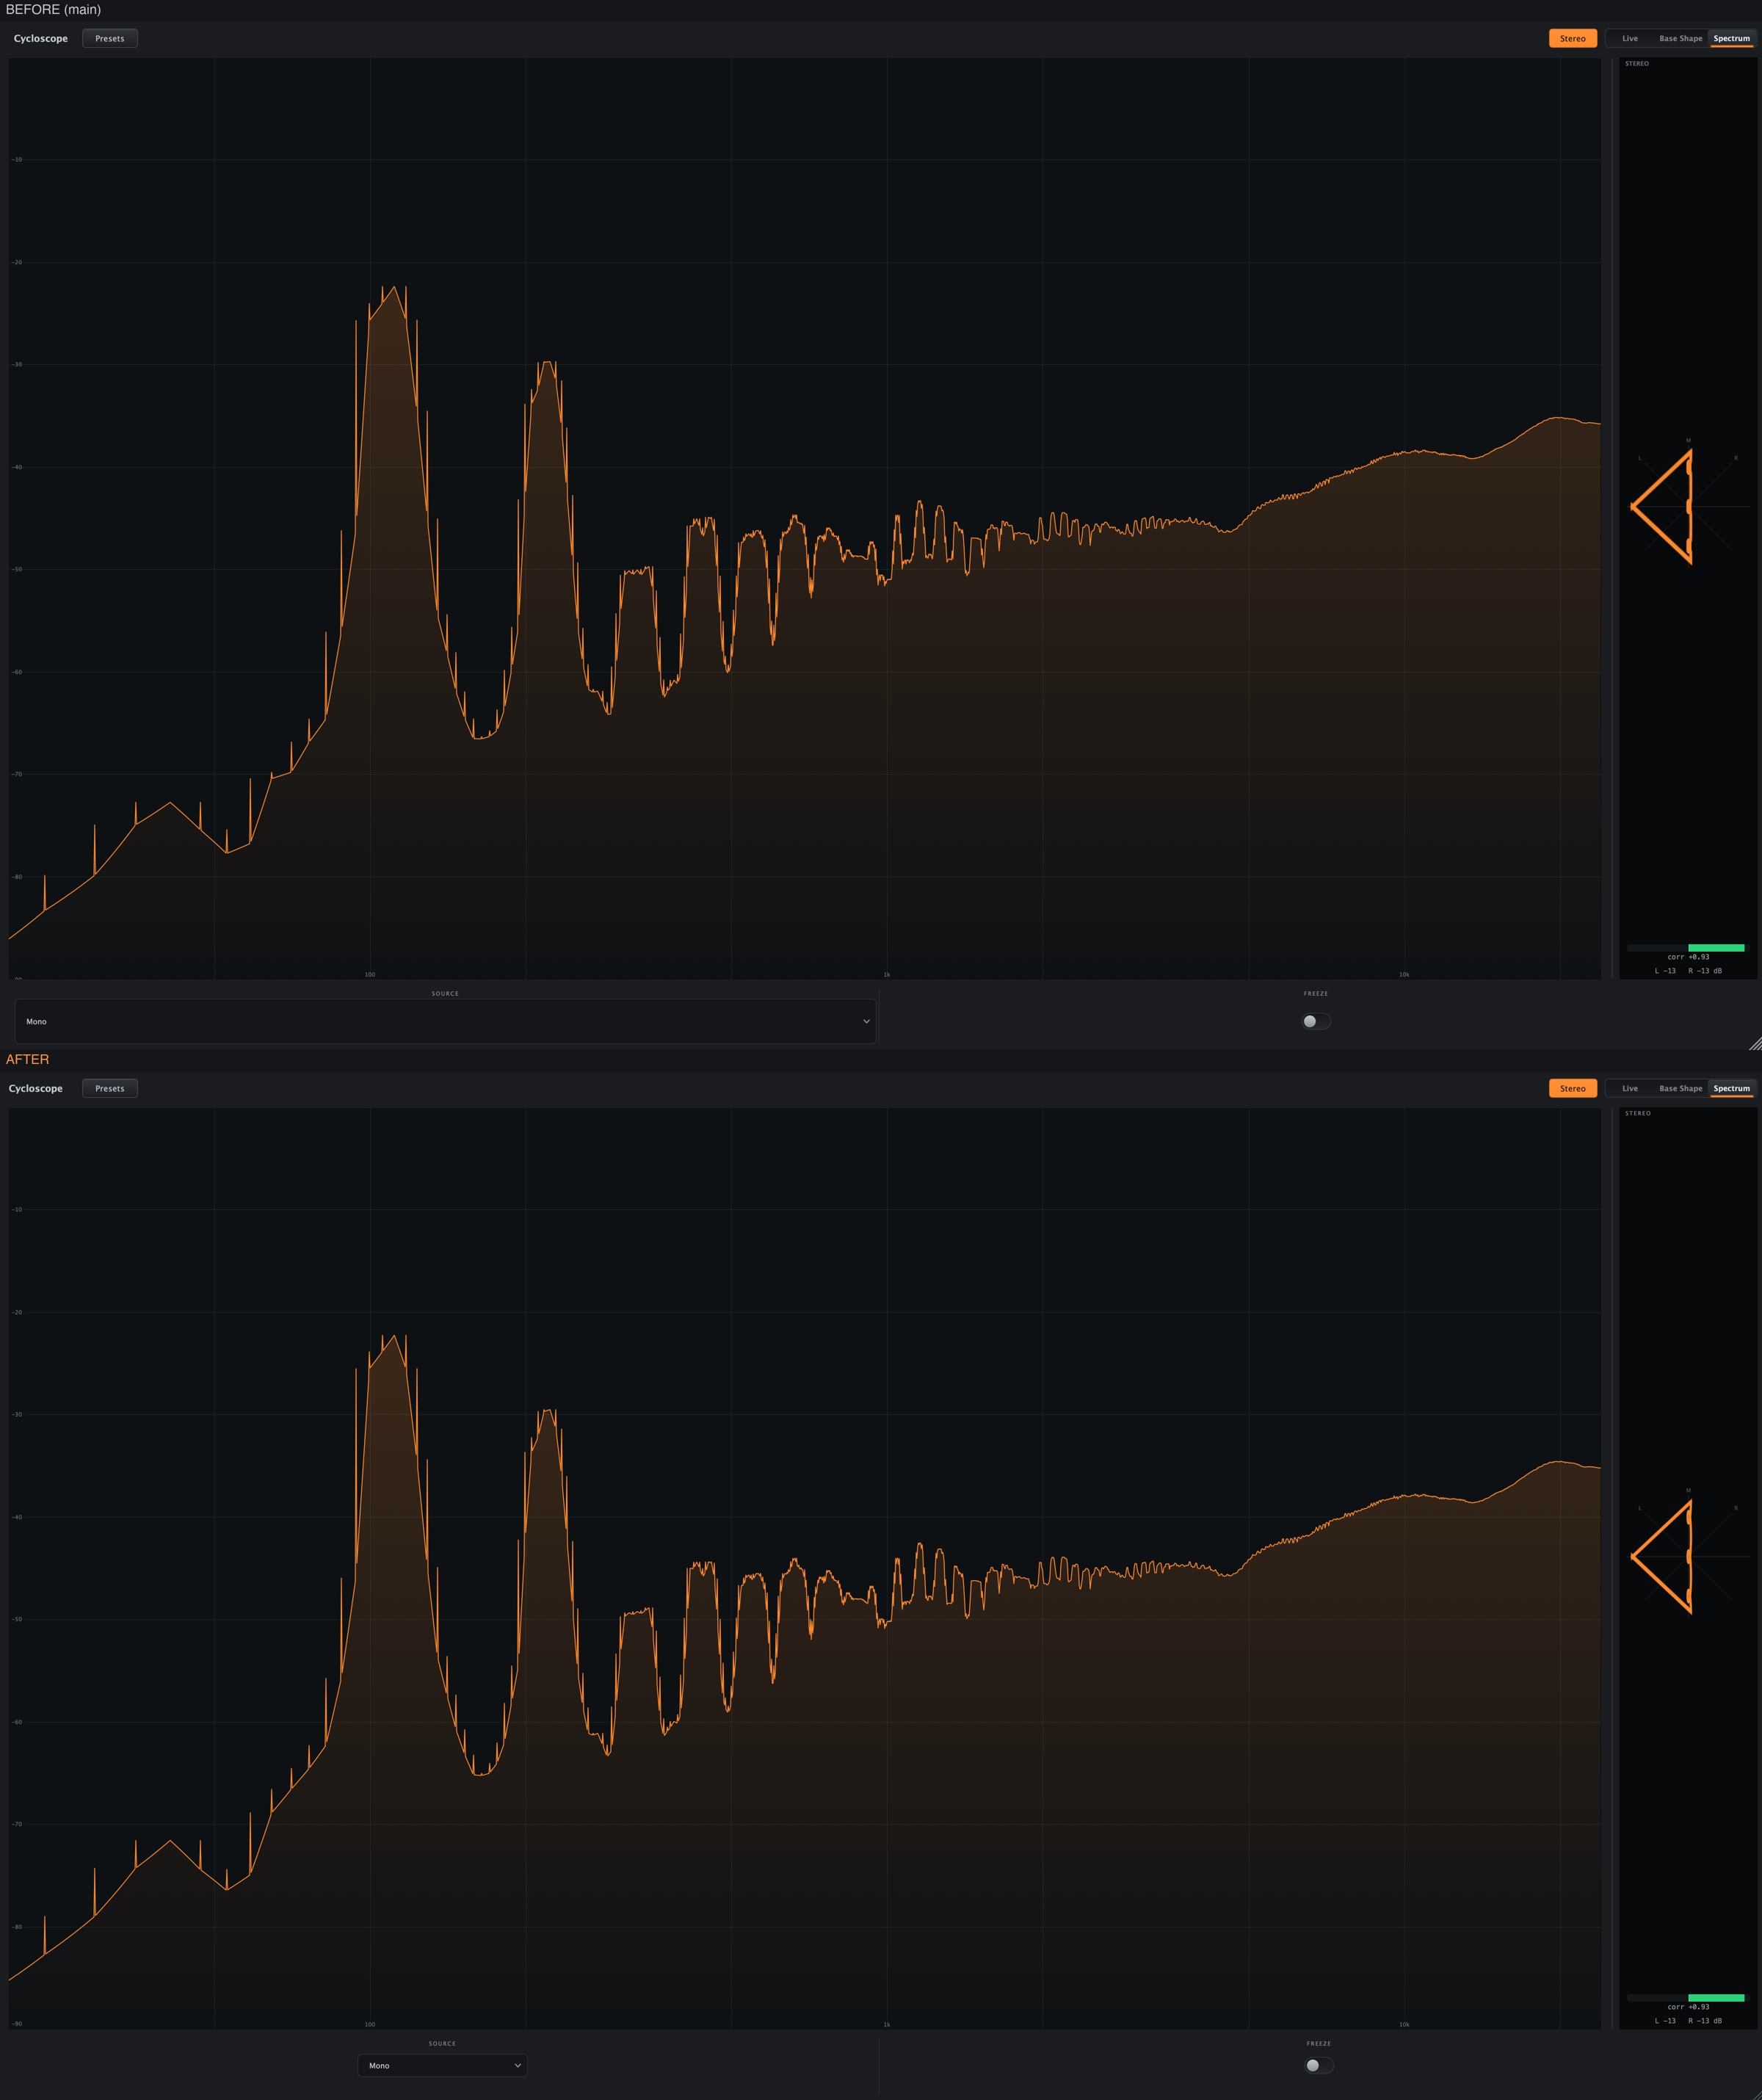 BEFORE (main)
Cycloscope Presets Stereo Live Base Shape Spectrum
STEREO
-10
-20
-30
M
L R
-40
-50
-60
-70
-80
corr +0.93
L -13 R -13 dB
100 1k 10k
-90
SOURCE FREEZE
Mono
AFTER
Cycloscope Presets Stereo Live Base Shape Spectrum
STEREO
-10
-20
-30
M
L R
-40
-50
-60
-70
-80
corr +0.93
L -13 R -13 dB
-90 100 1k 10k
SOURCE FREEZE
Mono